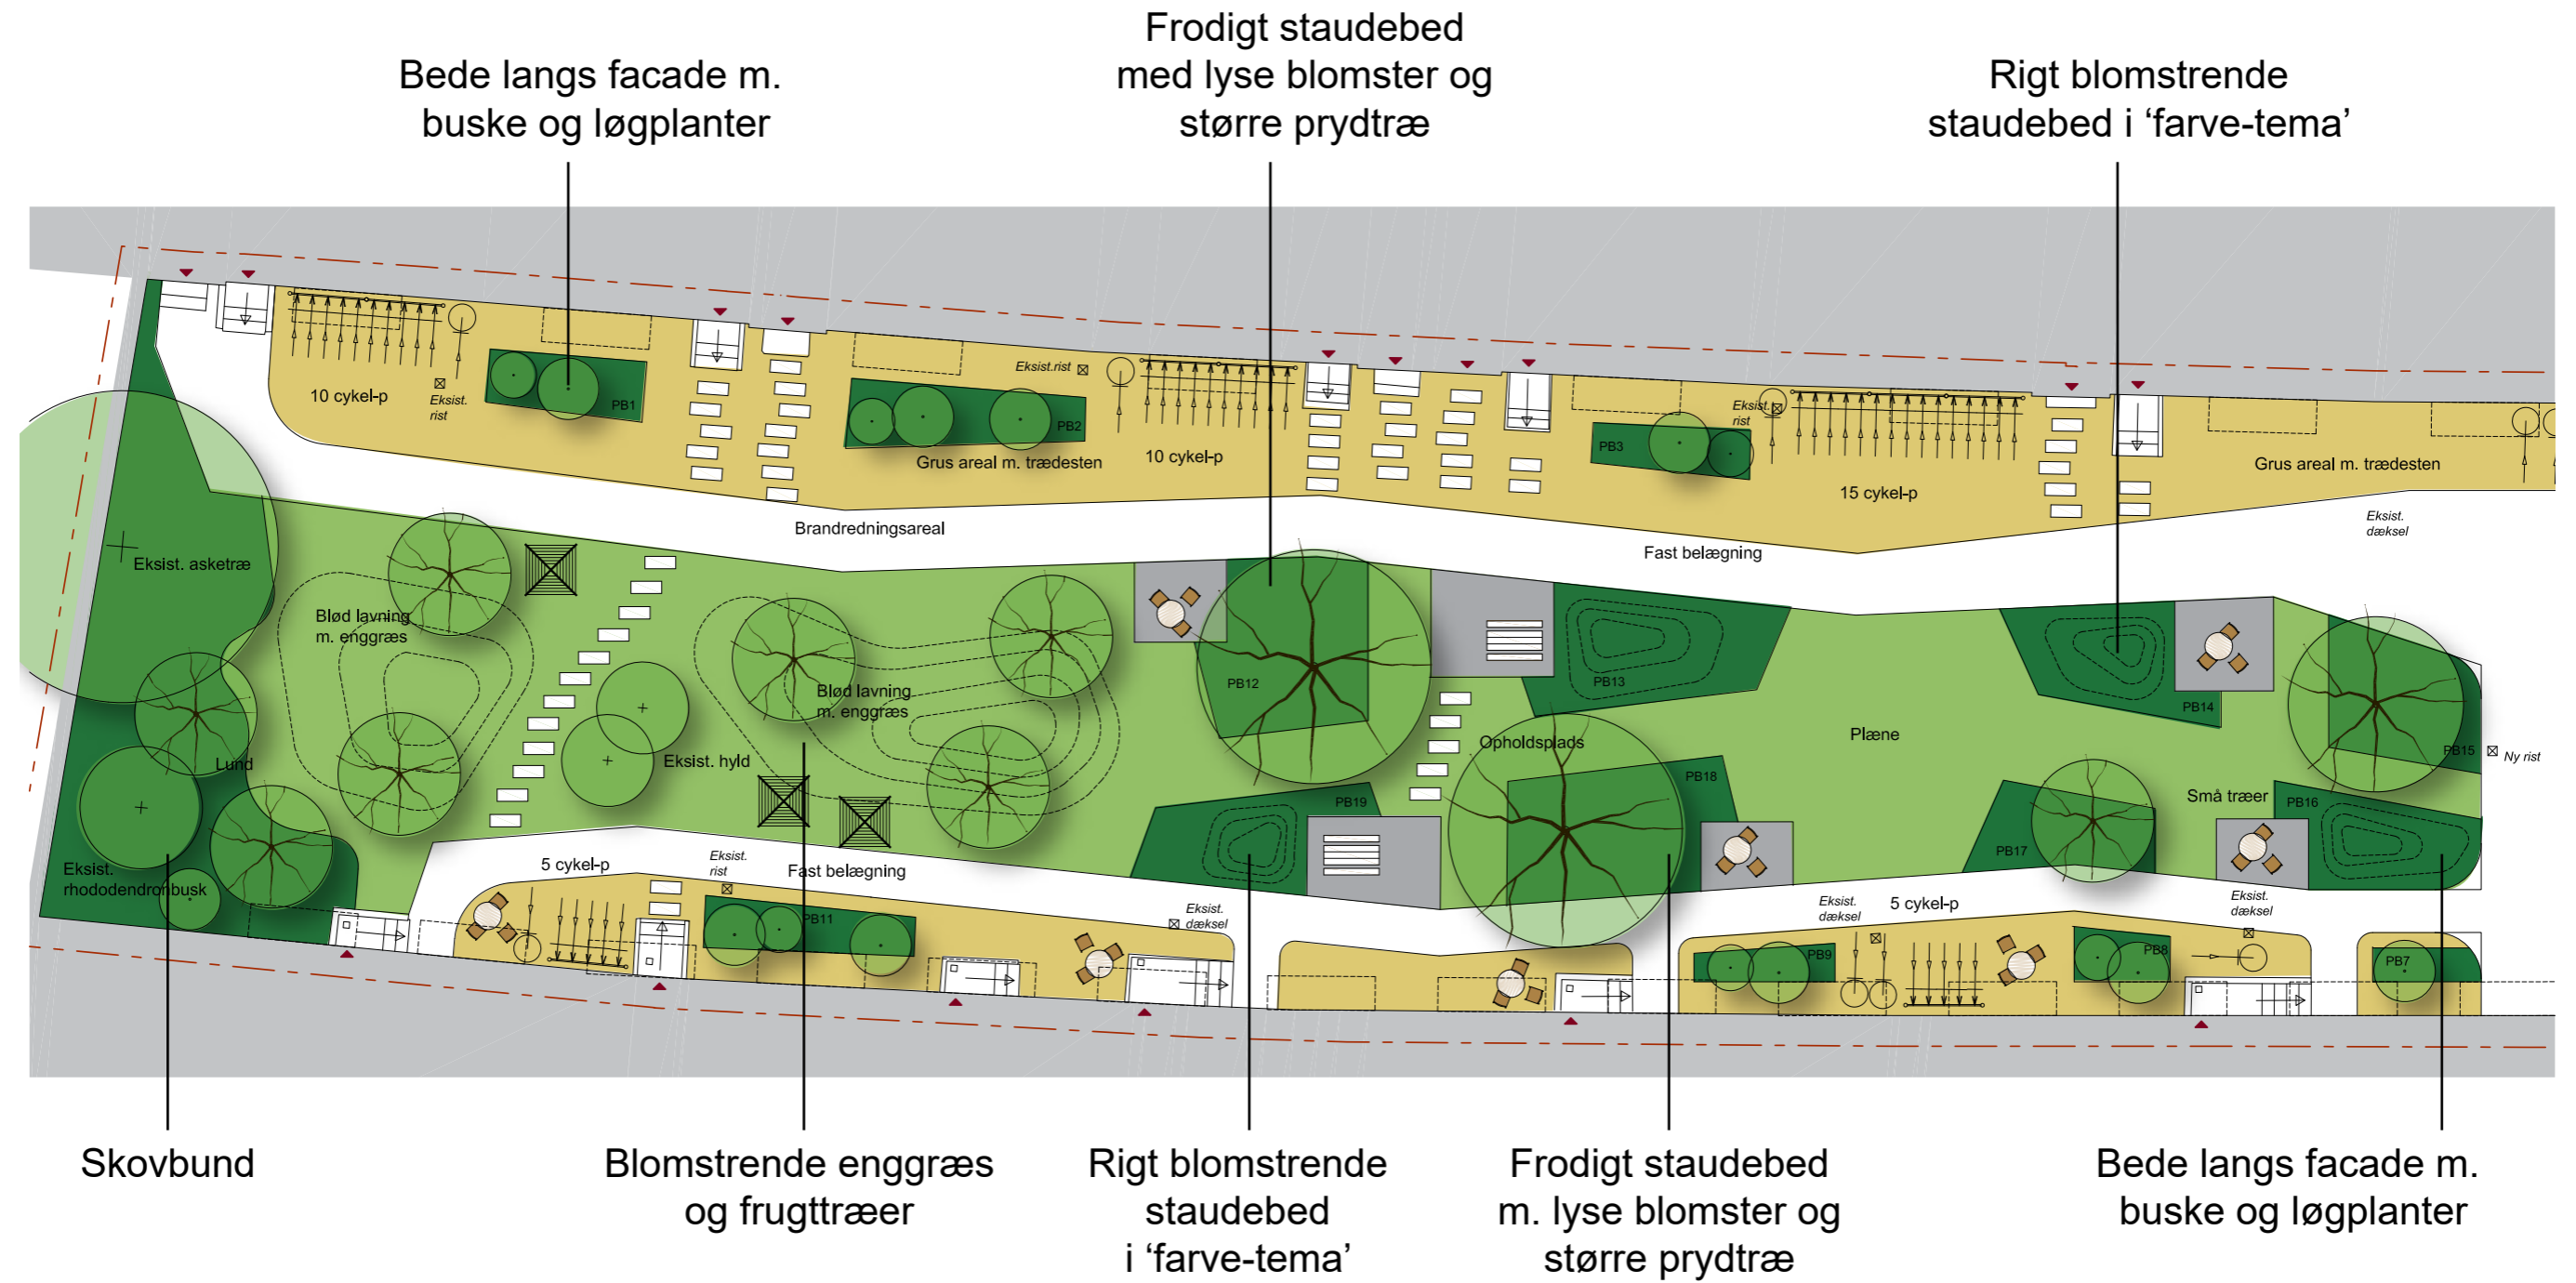 Frodigt staudebed
med lyse blomster og
større prydtræ
Bede langs facade m.
buske og løgplanter
Rigt blomstrende
staudebed i ‘farve-tema’
10 cykel-p
Eksist.
rist
PB1
PB2
Grus areal m. trædesten
Eksist.rist
10 cykel-p
PB3
Eksist.
rist
15 cykel-p
Grus areal m. trædesten
Brandredningsareal
Fast belægning
Eksist.
dæksel
Eksist. asketræ
Blød lavning
m. enggræs
Blød lavning
m. enggræs
PB12
PB13
PB14
Lund
Eksist. hyld
Opholdsplads
Plæne
PB15
Ny rist
PB18
PB19
Små træer
PB16
PB17
Eksist.
rhododendronbusk
5 cykel-p
Eksist.
rist
Fast belægning
PB11
Eksist.
dæksel
Eksist.
dæksel
5 cykel-p
Eksist.
dæksel
PB9
PB8
PB7
Skovbund
Blomstrende enggræs
og frugttræer
Rigt blomstrende
staudebed
i ‘farve-tema’
Frodigt staudebed
m. lyse blomster og
større prydtræ
Bede langs facade m.
buske og løgplanter